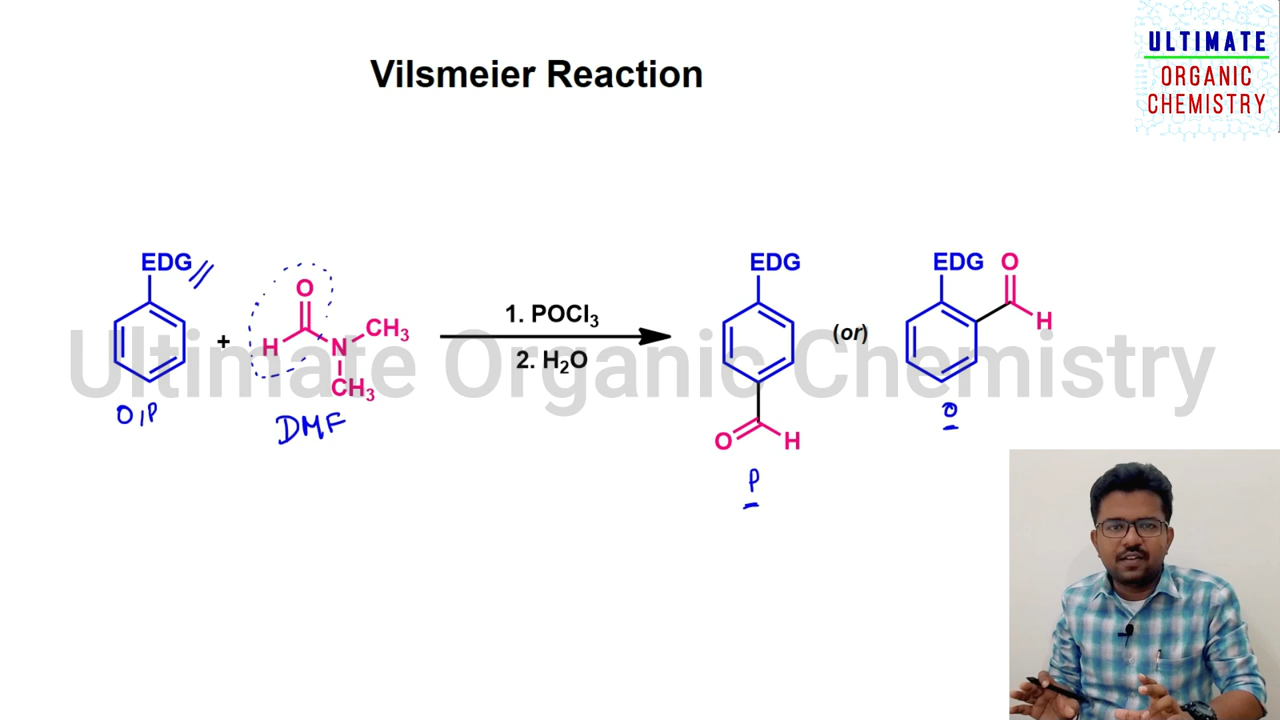 Vilsmeier Reaction
ULTIMATE
ORGANIC
CHEMISTRY
EDG
+
O
H
N
CH3
CH3
O,P
DMF
1. POCl3
2. H2O
EDG
O
H
P
(or)
EDG
O
H
O
Ultimate Organic Chemistry